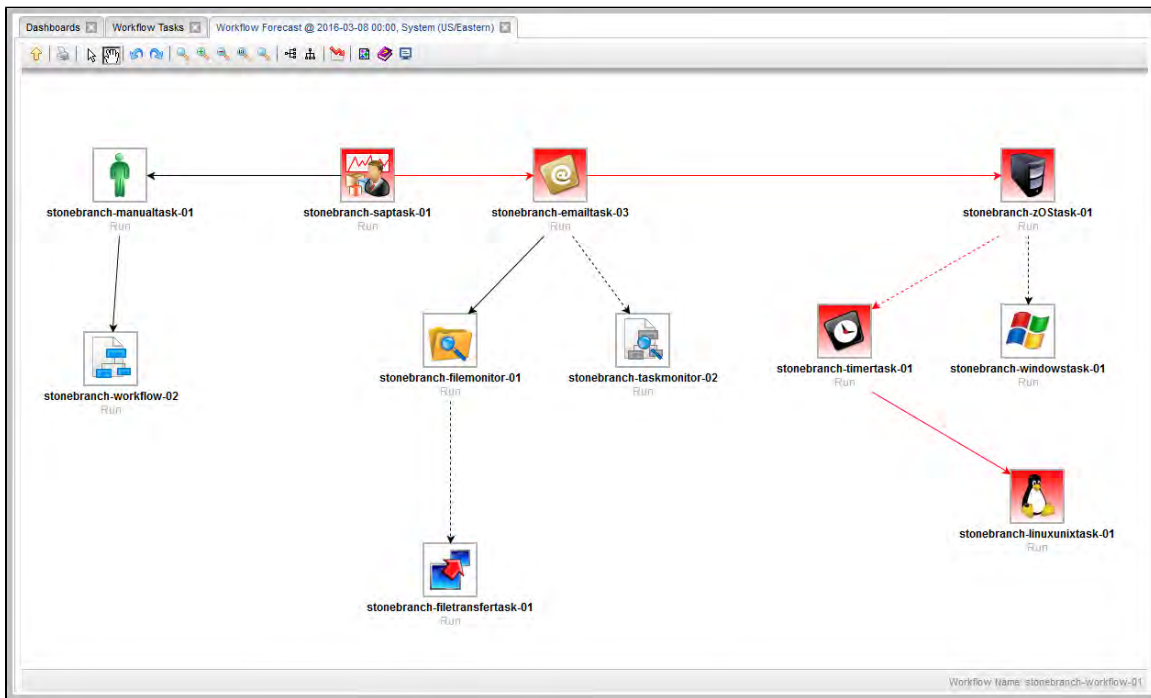 Dashboards
Workflow Tasks
Workflow Forecast @ 2016-03-08 00:00, System (US/Eastern)
stonebranch-manualtask-01
Run
stonebranch-saptask-01
Run
stonebranch-emailtask-03
Run
stonebranch-zOStask-01
Run
stonebranch-workflow-02
Run
stonebranch-filemonitor-01
Run
stonebranch-taskmonitor-02
Run
stonebranch-timertask-01
Run
stonebranch-windowstask-01
Run
stonebranch-linuxunixtask-01
Run
stonebranch-filetransfertask-01
Run
Workflow Name: stonebranch-workflow-01